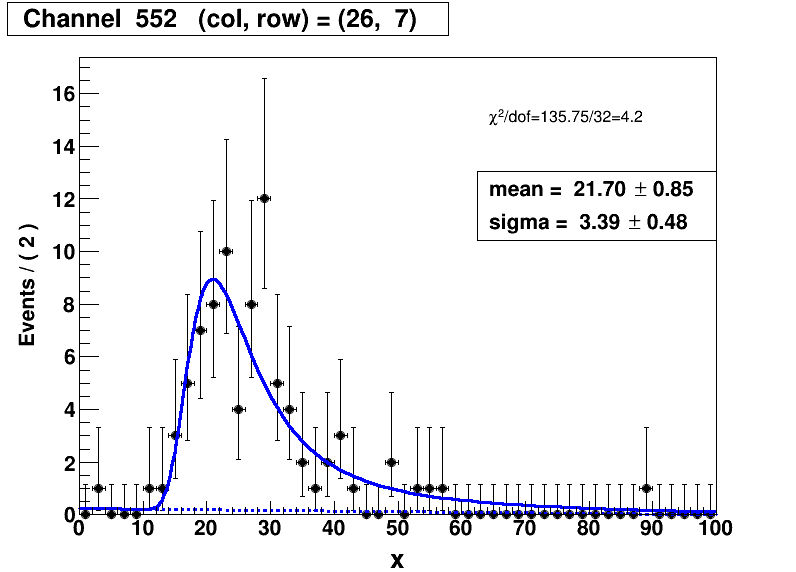 Channel 552 (col, row) = (26, 7)
χ²/dof=135.75/32=4.2
mean = 21.70 ± 0.85
sigma = 3.39 ± 0.48
Events / ( 2 )
16
14
12
10
8
6
4
2
0
0 10 20 30 40 50 60 70 80 90 100
x